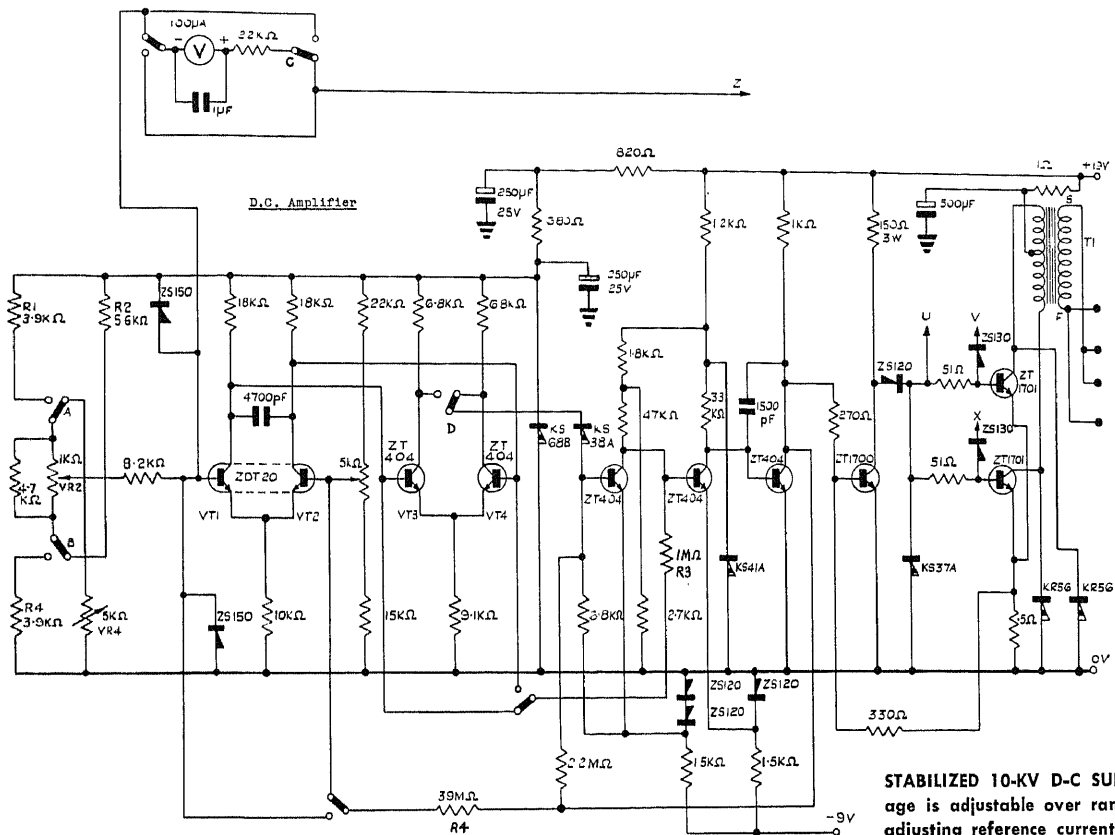 100µA
- V +
22KΩ
C
1µF
Z
820Ω
1Ω
+19V
250µF
25V
D.C. Amplifier
380Ω
1.2KΩ
1KΩ
150Ω
3W
500µF
S
T1
F
250µF
25V
R1
3.9KΩ
R2
56KΩ
ZS150
18KΩ
18KΩ
22KΩ
6.8KΩ
6.8KΩ
U
V
ZS130
1.8KΩ
ZS120
51Ω
ZT
1701
4700pF
47KΩ
33
KΩ
1500
pF
270Ω
A
D
KS
68B
KS
38A
X
ZS130
1KΩ
VR2
4.7
KΩ
8.2KΩ
ZDT20
5KΩ
ZT
404
ZT
404
ZT404
ZT404
ZT404
ZT1700
51Ω
ZT1701
VT1
VT2
VT3
VT4
B
1MΩ
R3
KS41A
KS37A
KR56
KR56
R4
3.9KΩ
5KΩ
VR4
ZS150
10KΩ
15KΩ
9.1KΩ
6.8KΩ
2.7KΩ
.5Ω
0V
ZS120
ZS120
ZS120
330Ω
2.2MΩ
1.5KΩ
1.5KΩ
39MΩ
R4
-9V
STABILIZED 10-KV D-C
age is adjustable over
adjusting reference current